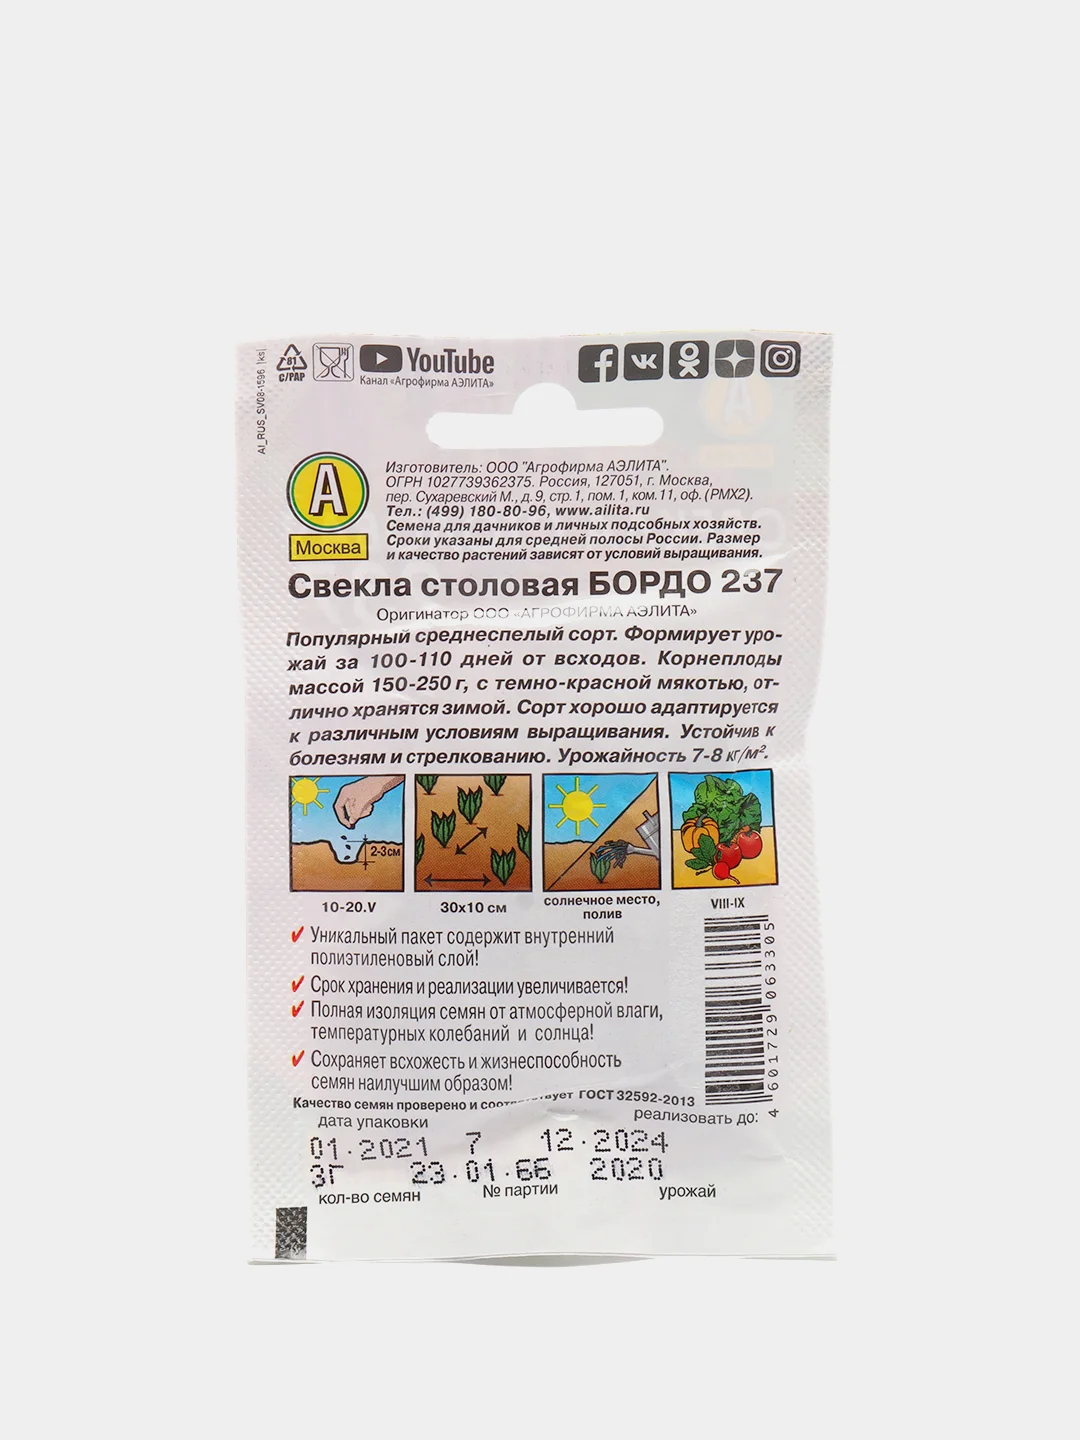 81
C/PAP
YouTube
Канал «Агрофирма АЭЛИТА»
AI_RUS_SV08-1596 |ks|
А
Москва
Изготовитель: ООО "Агрофирма АЭЛИТА".
ОГРН 1027739362375. Россия, 127051, г. Москва,
пер. Сухаревский М., д. 9, стр.1, пом. 1, ком. 11, оф. (РМХ2).
Тел.: (499) 180-80-96, www.ailita.ru
Семена для дачников и личных подсобных хозяйств.
Сроки указаны для средней полосы России. Размер
и качество растений зависят от условий выращивания.
Свекла столовая БОРДО 237
Оригинатор ООО «АГРОФИРМА АЭЛИТА»
Популярный среднеспелый сорт. Формирует уро-
жай за 100-110 дней от всходов. Корнеплоды
массой 150-250 г, с темно-красной мякотью, от-
лично хранятся зимой. Сорт хорошо адаптируется
к различным условиям выращивания. Устойчив к
болезням и стрелкованию. Урожайность 7-8 кг/м².
2-3см
10-20.V
30х10 см
солнечное место,
полив
VIII-IX
Уникальный пакет содержит внутренний
полиэтиленовый слой!
Срок хранения и реализации увеличивается!
Полная изоляция семян от атмосферной влаги,
температурных колебаний и солнца!
Сохраняет всхожесть и жизнеспособность
семян наилучшим образом!
4 601729 063305
Качество семян проверено и соответствует ГОСТ 32592-2013
дата упаковки
реализовать до:
01.2021 7 12.2024
3Г 23.01.66 2020
кол-во семян
№ партии
урожай